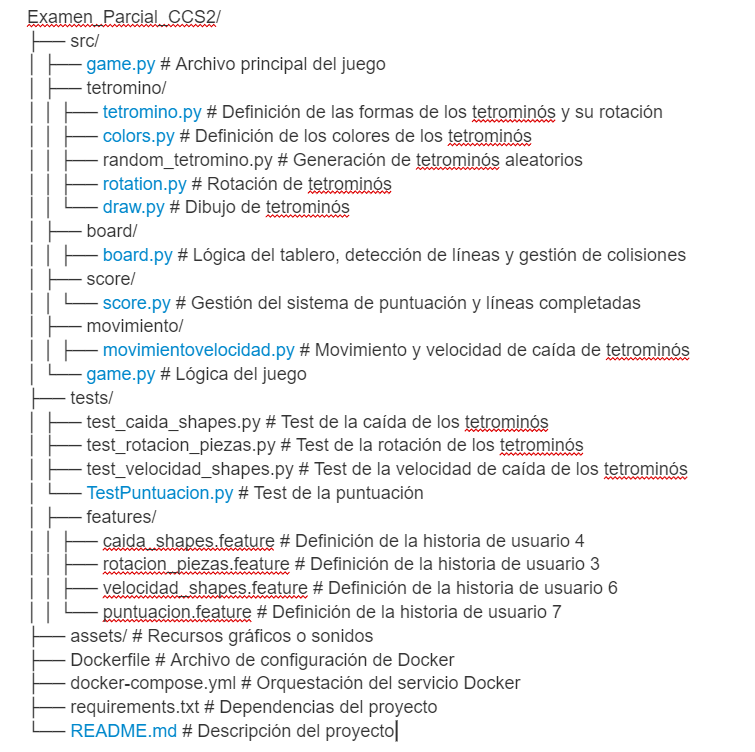 Examen_Parcial_CCS2/
├── src/
│ ├── game.py # Archivo principal del juego
│ ├── tetromino/
│ │ ├── tetromino.py # Definición de las formas de los tetrominós y su rotación
│ │ ├── colors.py # Definición de los colores de los tetrominós
│ │ ├── random_tetromino.py # Generación de tetrominós aleatorios
│ │ ├── rotation.py # Rotación de tetrominós
│ │ └── draw.py # Dibujo de tetrominós
│ ├── board/
│ │ ├── board.py # Lógica del tablero, detección de líneas y gestión de colisiones
│ ├── score/
│ │ └── score.py # Gestión del sistema de puntuación y líneas completadas
│ ├── movimiento/
│ │ ├── movimientovelocidad.py # Movimiento y velocidad de caída de tetrominós
│ └── game.py # Lógica del juego
├── tests/
│ ├── test_caida_shapes.py # Test de la caída de los tetrominós
│ ├── test_rotacion_piezas.py # Test de la rotación de los tetrominós
│ ├── test_velocidad_shapes.py # Test de la velocidad de caída de los tetrominós
│ └── TestPuntuacion.py # Test de la puntuación
│ ├── features/
│ │ ├── caida_shapes.feature # Definición de la historia de usuario 4
│ │ ├── rotacion_piezas.feature # Definición de la historia de usuario 3
│ │ ├── velocidad_shapes.feature # Definición de la historia de usuario 6
│ │ └── puntuacion.feature # Definición de la historia de usuario 7
├── assets/ # Recursos gráficos o sonidos
├── Dockerfile # Archivo de configuración de Docker
├── docker-compose.yml # Orquestación del servicio Docker
├── requirements.txt # Dependencias del proyecto
└── README.md # Descripción del proyecto